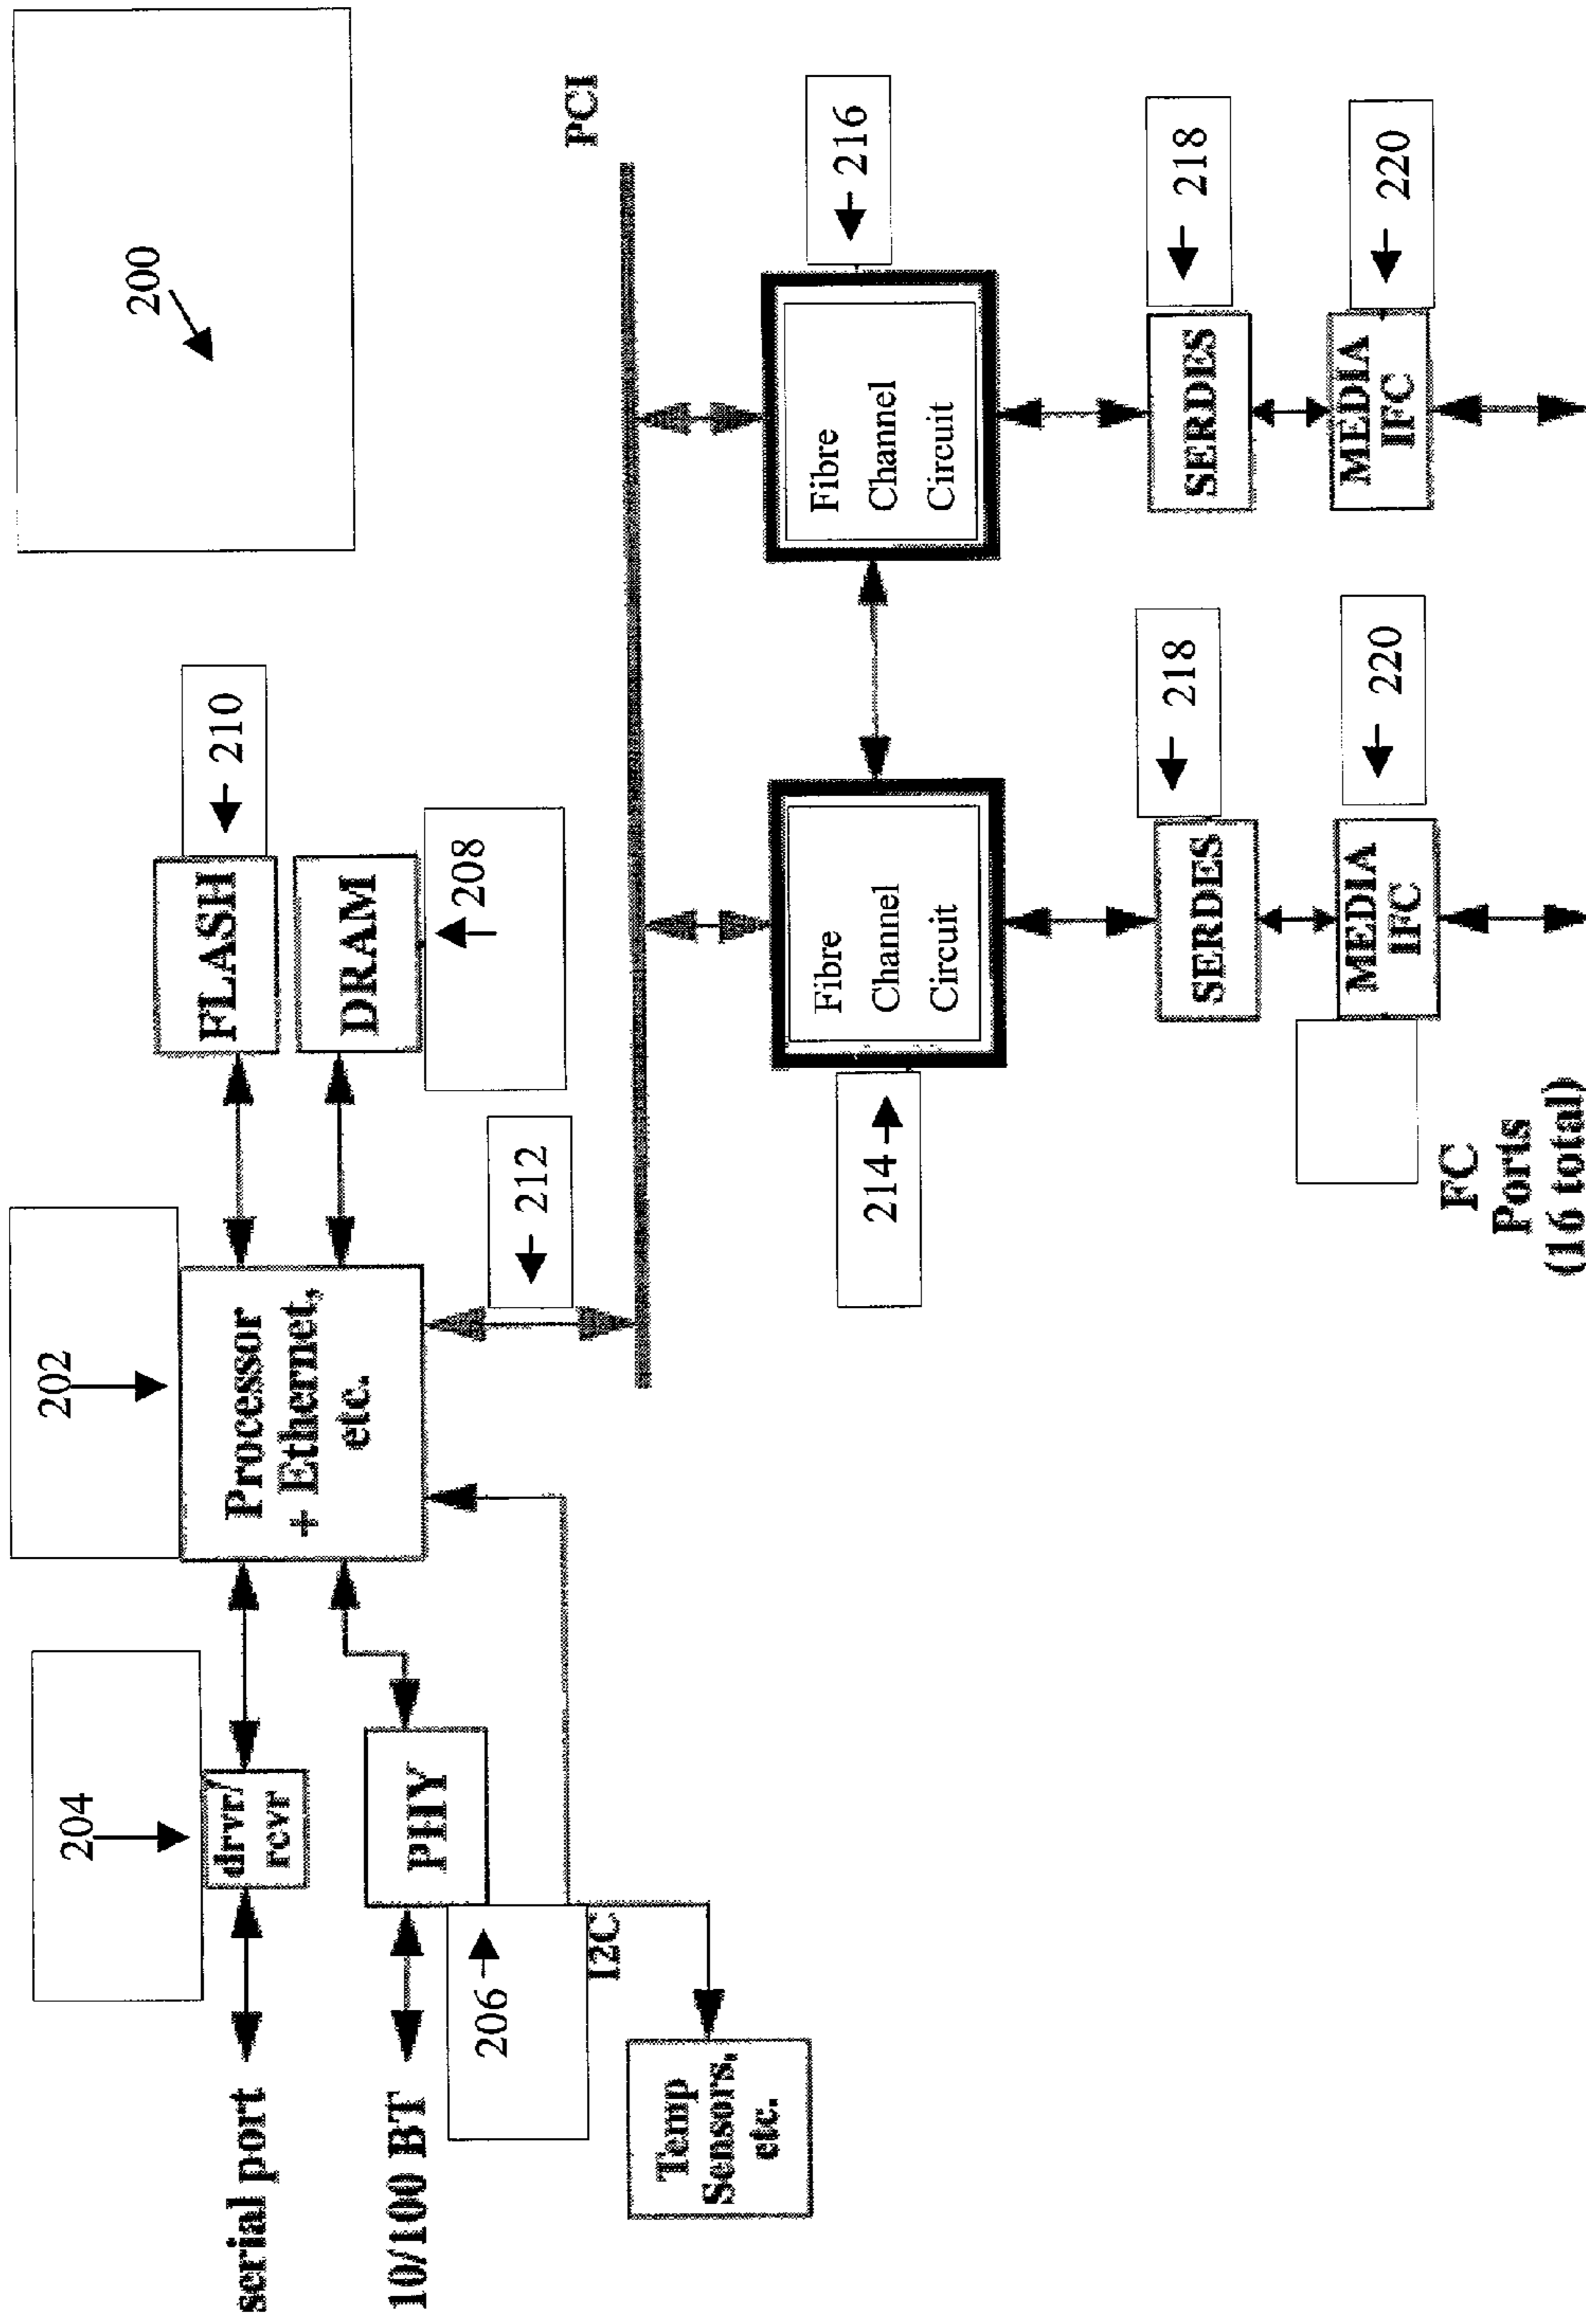 200
202
204
FLASH
210
drvr/
rcvr
serial port
Processor
+ Ethernet,
etc.
DRAM
208
PHY
10/100 BT
206
212
I2C
PCI
Temp
Sensors,
etc.
214
Fibre
Channel
Circuit
Fibre
Channel
Circuit
216
SERDES
218
SERDES
218
MEDIA
IFC
220
MEDIA
IFC
220
FC
Ports
(16 total)